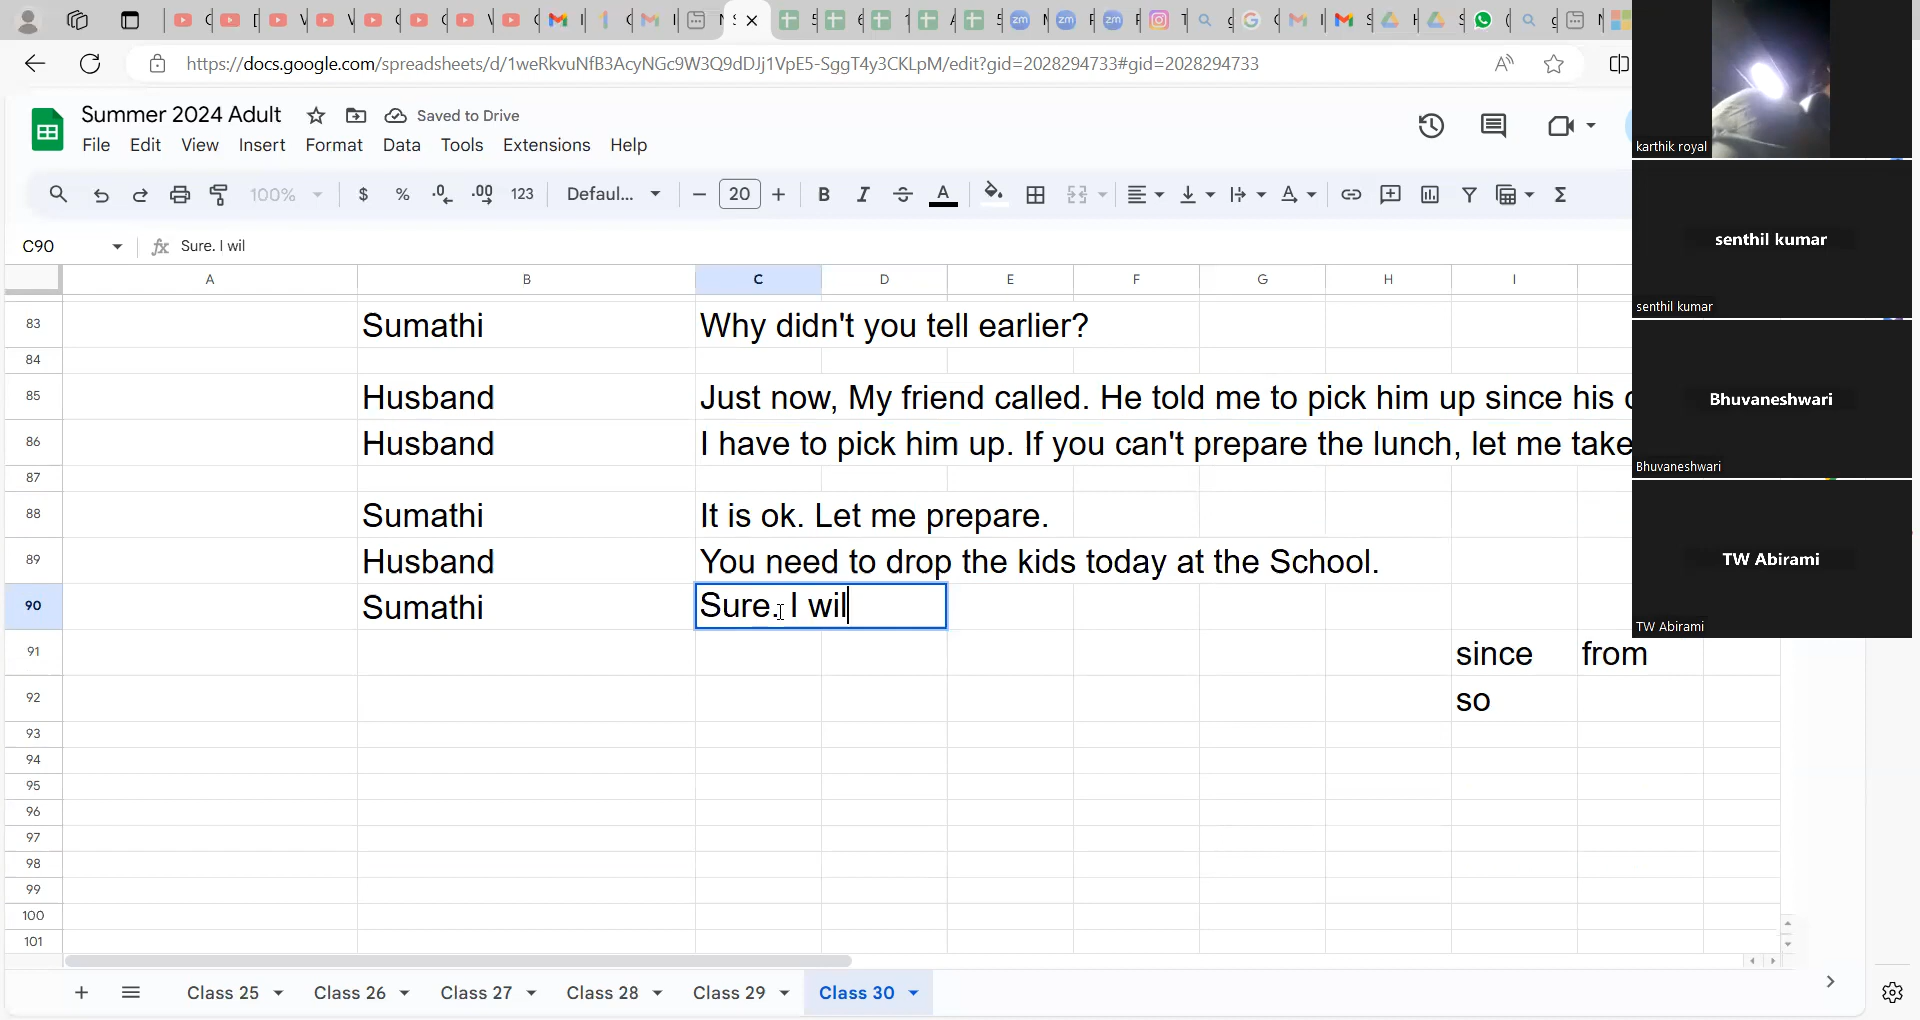 https://docs.google.com/spreadsheets/d/1weRkvuNfB3AcyNGc9W3Q9dDJj1VpE5-SggT4y3CKLpM/edit?gid=2028294733#gid=2028294733
Summer 2024 Adult
Saved to Drive
File Edit View Insert Format Data Tools Extensions Help
100% $ % .0 .00 123 Defaul... 20 B I A Σ
C90 fx Sure. I wil
A B C D E F G H I
83 Sumathi Why didn't you tell earlier?
84
85 Husband Just now, My friend called. He told me to pick him up since his
86 Husband I have to pick him up. If you can't prepare the lunch, let me take
87
88 Sumathi It is ok. Let me prepare.
89 Husband You need to drop the kids today at the School.
90 Sumathi Sure. I wil
91 since from
92 so
93
94
95
96
97
98
99
100
101
Class 25 Class 26 Class 27 Class 28 Class 29 Class 30
karthik royal
senthil kumar
senthil kumar
Bhuvaneshwari
Bhuvaneshwari
TW Abirami
TW Abirami